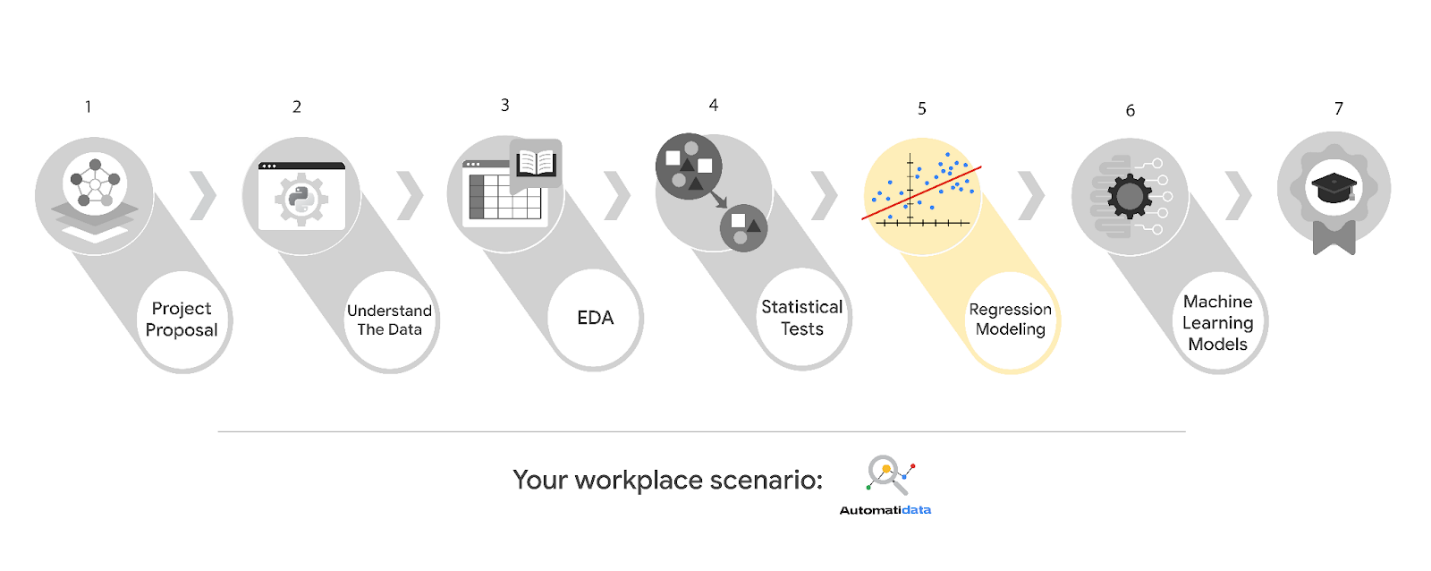 1
2
3
4
5
6
7
Project
Proposal
Understand
The Data
EDA
Statistical
Tests
Regression
Modeling
Machine
Learning
Models
Your workplace scenario:
Automatidata